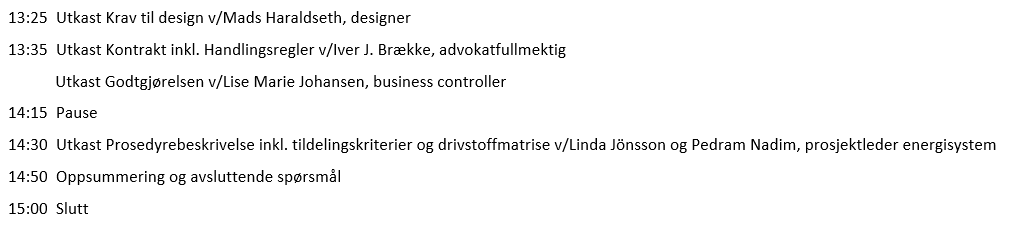 13:25 Utkast Krav til design v/Mads Haraldseth, designer
13:35 Utkast Kontrakt inkl. Handlingsregler v/Iver J. Brække, advokatfullmektig
Utkast Godtgjørelsen v/Lise Marie Johansen, business controller
14:15 Pause
14:30 Utkast Prosedyrebeskrivelse inkl. tildelingskriterier og drivstoffmatrise v/Linda Jönsson og Pedram Nadim, prosjektleder energisystem
14:50 Oppsummering og avsluttende spørsmål
15:00 Slutt